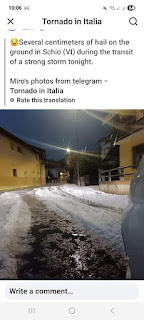 10:06
Tornado in Italia
😉Several centimeters of hail on the
ground in Schio (VI) during the transit
of a strong storm tonight.
Miro's photos from telegram –
Tornado in Italia
Rate this translation
Write a comment...